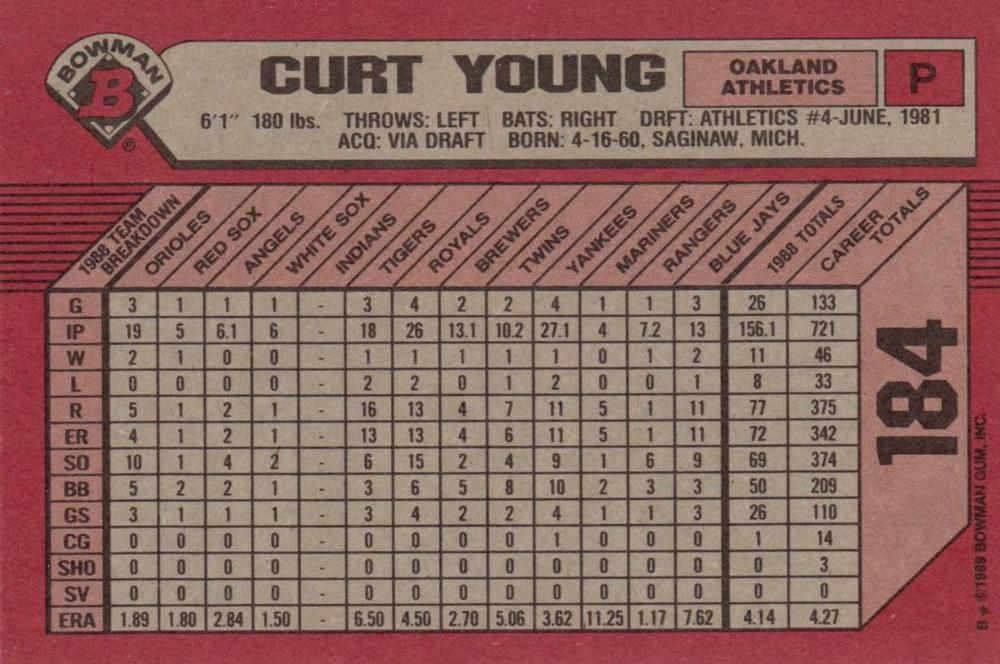 BOWMAN
B
®
CURT YOUNG
OAKLAND
ATHLETICS
P
6'1" 180 lbs. THROWS: LEFT BATS: RIGHT DRFT: ATHLETICS #4-JUNE, 1981
ACQ: VIA DRAFT BORN: 4-16-60, SAGINAW, MICH.
1988 TEAM BREAKDOWN ORIOLES RED SOX ANGELS WHITE SOX INDIANS TIGERS ROYALS BREWERS TWINS YANKEES MARINERS RANGERS BLUE JAYS 1988 TOTALS CAREER TOTALS
G 3 1 1 1 - 3 4 2 2 4 1 1 3 26 133
IP 19 5 6.1 6 - 18 26 13.1 10.2 27.1 4 7.2 13 156.1 721
W 2 1 0 0 - 1 1 1 1 1 0 1 2 11 46
L 0 0 0 0 - 2 2 0 1 2 0 0 1 8 33
R 5 1 2 1 - 16 13 4 7 11 5 1 11 77 375
ER 4 1 2 1 - 13 13 4 6 11 5 1 11 72 342
SO 10 1 4 2 - 6 15 2 4 9 1 6 9 69 374
BB 5 2 2 1 - 3 6 5 8 10 2 3 3 50 209
GS 3 1 1 1 - 3 4 2 2 4 1 1 3 26 110
CG 0 0 0 0 - 0 0 0 0 1 0 0 0 1 14
SHO 0 0 0 0 - 0 0 0 0 0 0 0 0 0 3
SV 0 0 0 0 - 0 0 0 0 0 0 0 0 0 0
ERA 1.89 1.80 2.84 1.50 - 6.50 4.50 2.70 5.06 3.62 11.25 1.17 7.62 4.14 4.27
184
B * ©1989 BOWMAN GUM, INC.